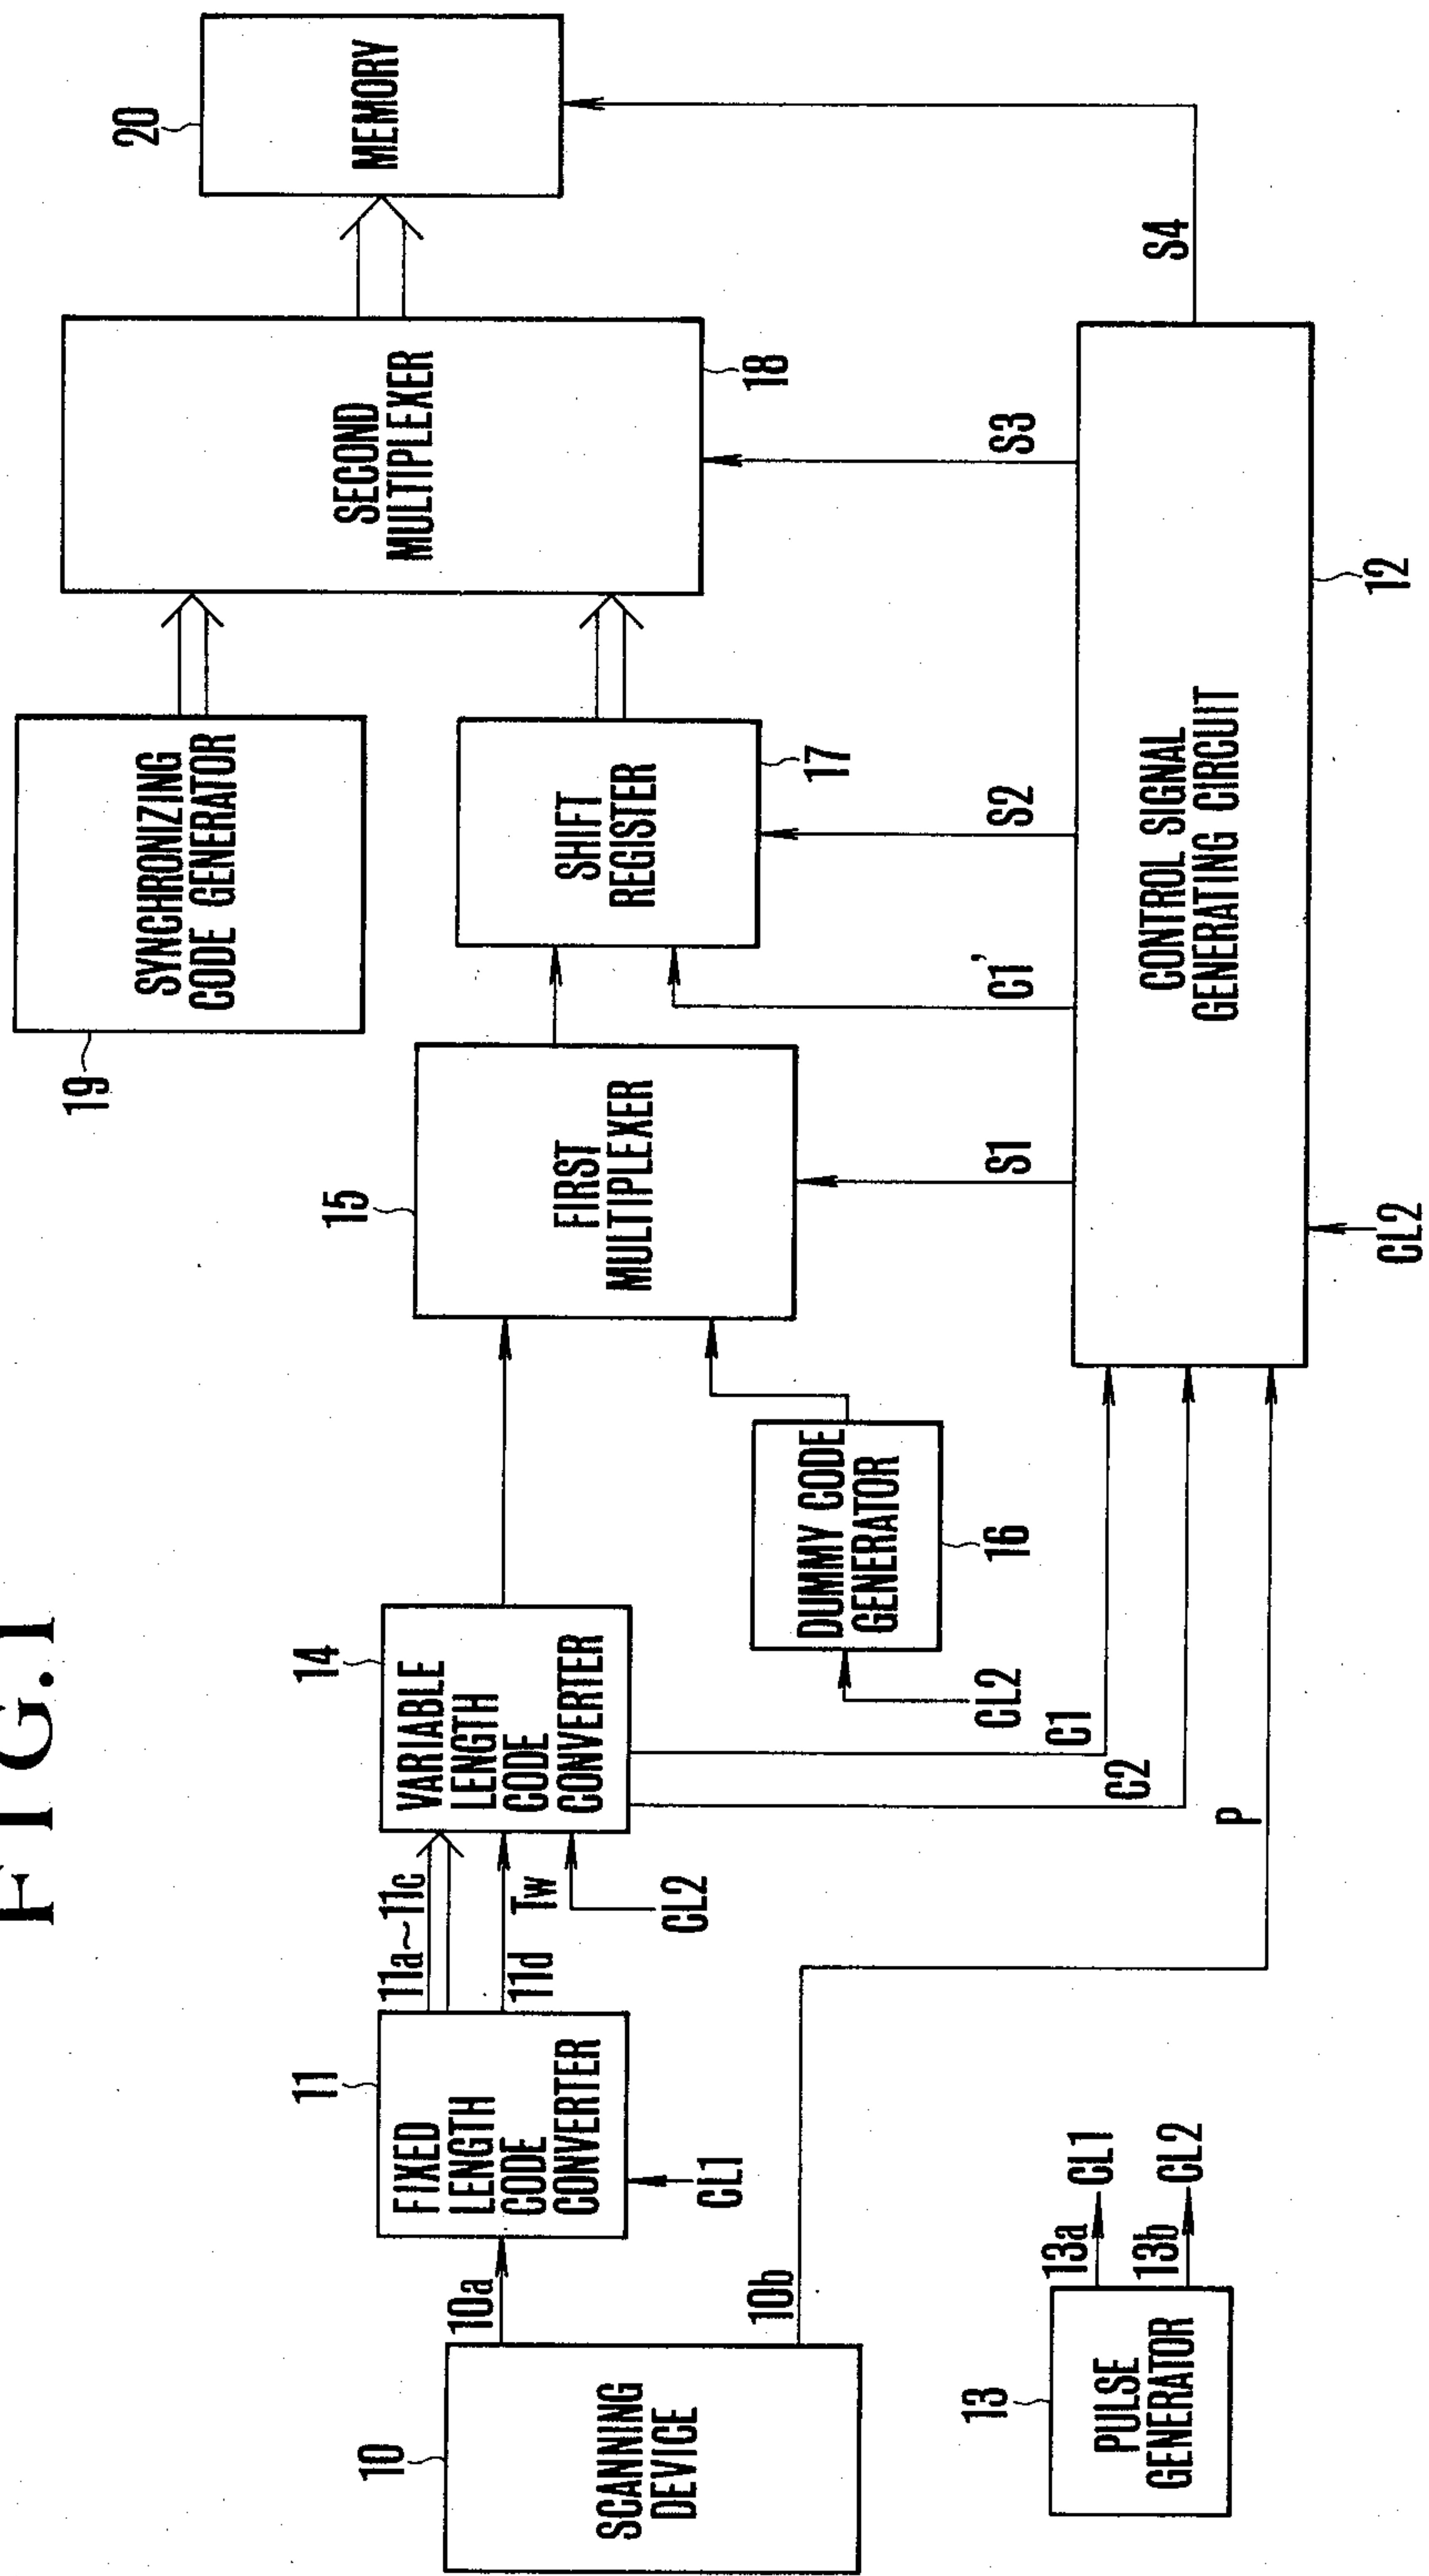 FIG.1
10
SCANNING
DEVICE
10a
10b
11
FIXED
LENGTH
CODE
CONVERTER
CL1
11a~11c
11d
Tw
CL2
14
VARIABLE
LENGTH
CODE
CONVERTER
C1
C2
P
CL2
DUMMY CODE
GENERATOR
16
15
FIRST
MULTIPLEXER
S1
C1'
S2
S3
S4
19
SYNCHRONIZING
CODE GENERATOR
SHIFT
REGISTER
17
SECOND
MULTIPLEXER
18
20
MEMORY
CONTROL SIGNAL
GENERATING CIRCUIT
12
CL2
13
PULSE
GENERATOR
13a
CL1
13b
CL2